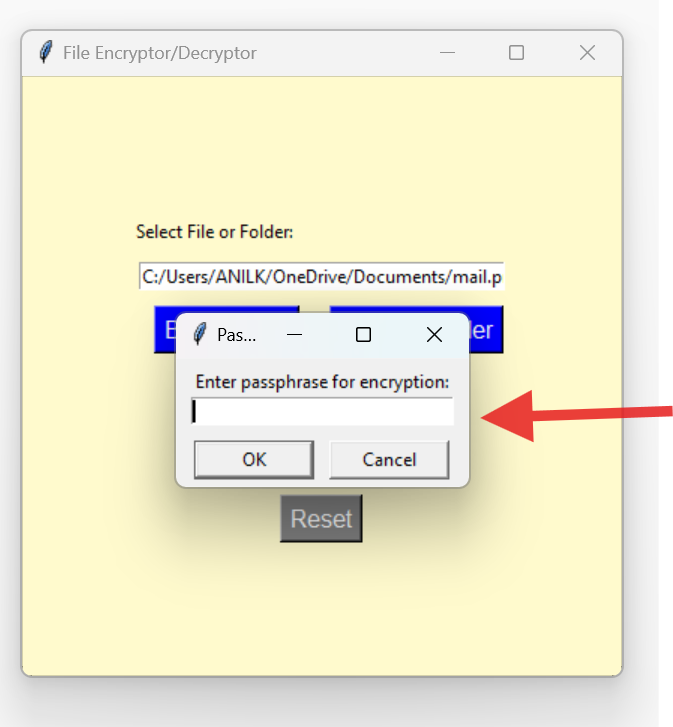 File Encryptor/Decryptor
Select File or Folder:
C:/Users/ANILK/OneDrive/Documents/mail.p
Pas...
Enter passphrase for encryption:
OK Cancel
Reset